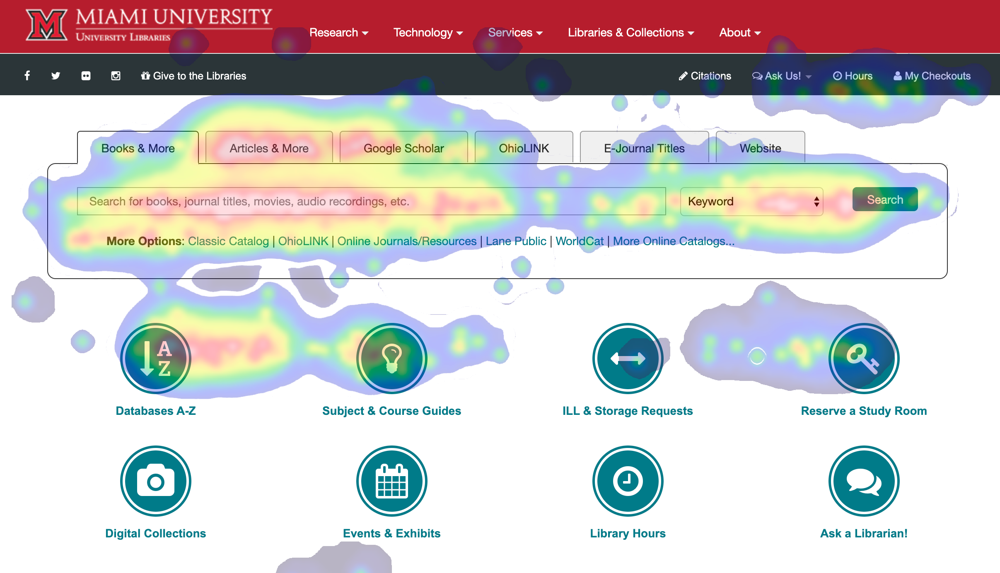 MIAMI UNIVERSITY
UNIVERSITY LIBRARIES
Research Technology Services Libraries & Collections About
Give to the Libraries Citations Ask Us! Hours My Checkouts
Books & More Articles & More Google Scholar OhioLINK E-Journal Titles Website
Search for books, journal titles, movies, audio recordings, etc. Keyword Search
More Options: Classic Catalog | OhioLINK | Online Journals/Resources | Lane Public | WorldCat | More Online Catalogs...
A
Z
Databases A-Z Subject & Course Guides ILL & Storage Requests Reserve a Study Room
Digital Collections Events & Exhibits Library Hours Ask a Librarian!